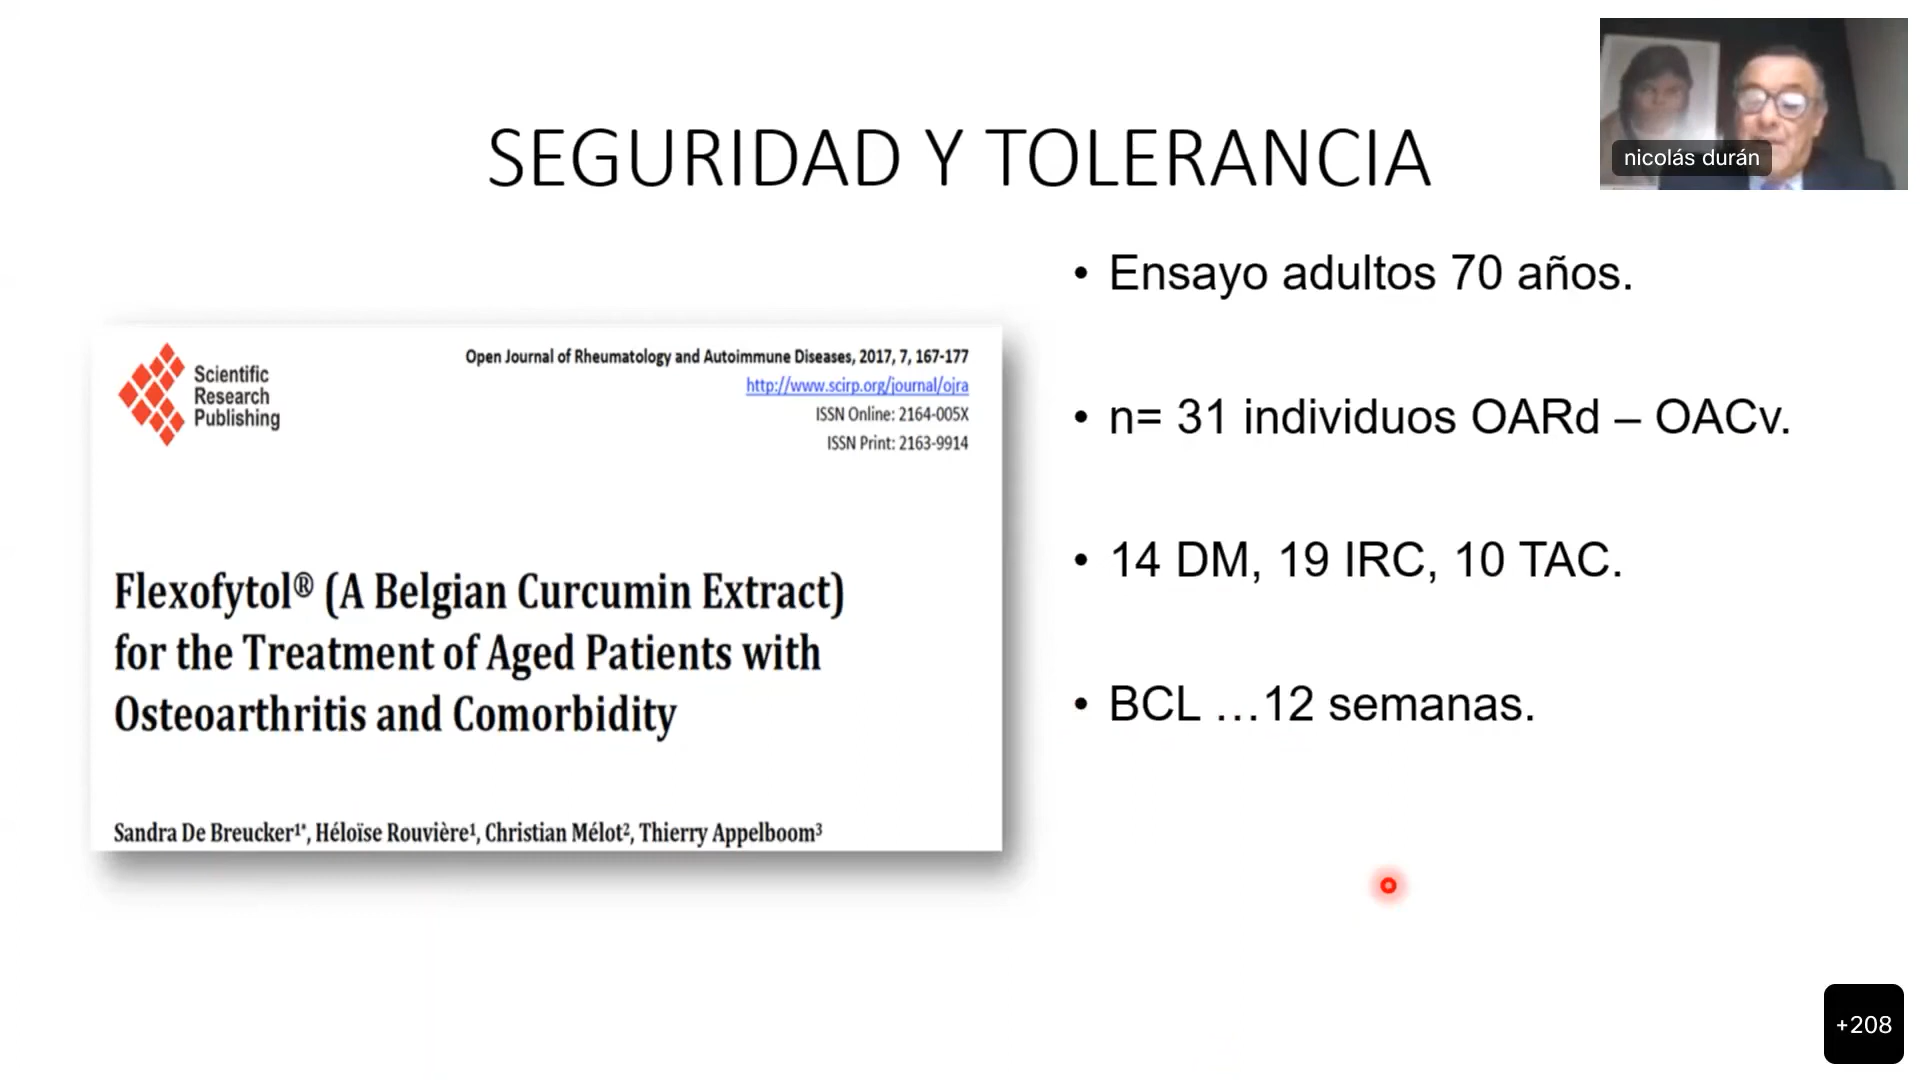 nicolás durán
SEGURIDAD Y TOLERANCIA
Scientific
Research
Publishing
Open Journal of Rheumatology and Autoimmune Diseases, 2017, 7, 167-177
http://www.scirp.org/journal/ojra
ISSN Online: 2164-005X
ISSN Print: 2163-9914
Flexofytol® (A Belgian Curcumin Extract)
for the Treatment of Aged Patients with
Osteoarthritis and Comorbidity
Sandra De Breucker¹*, Héloïse Rouvière¹, Christian Mélot², Thierry Appelboom³
• Ensayo adultos 70 años.
• n= 31 individuos OARd – OACv.
• 14 DM, 19 IRC, 10 TAC.
• BCL …12 semanas.
+208